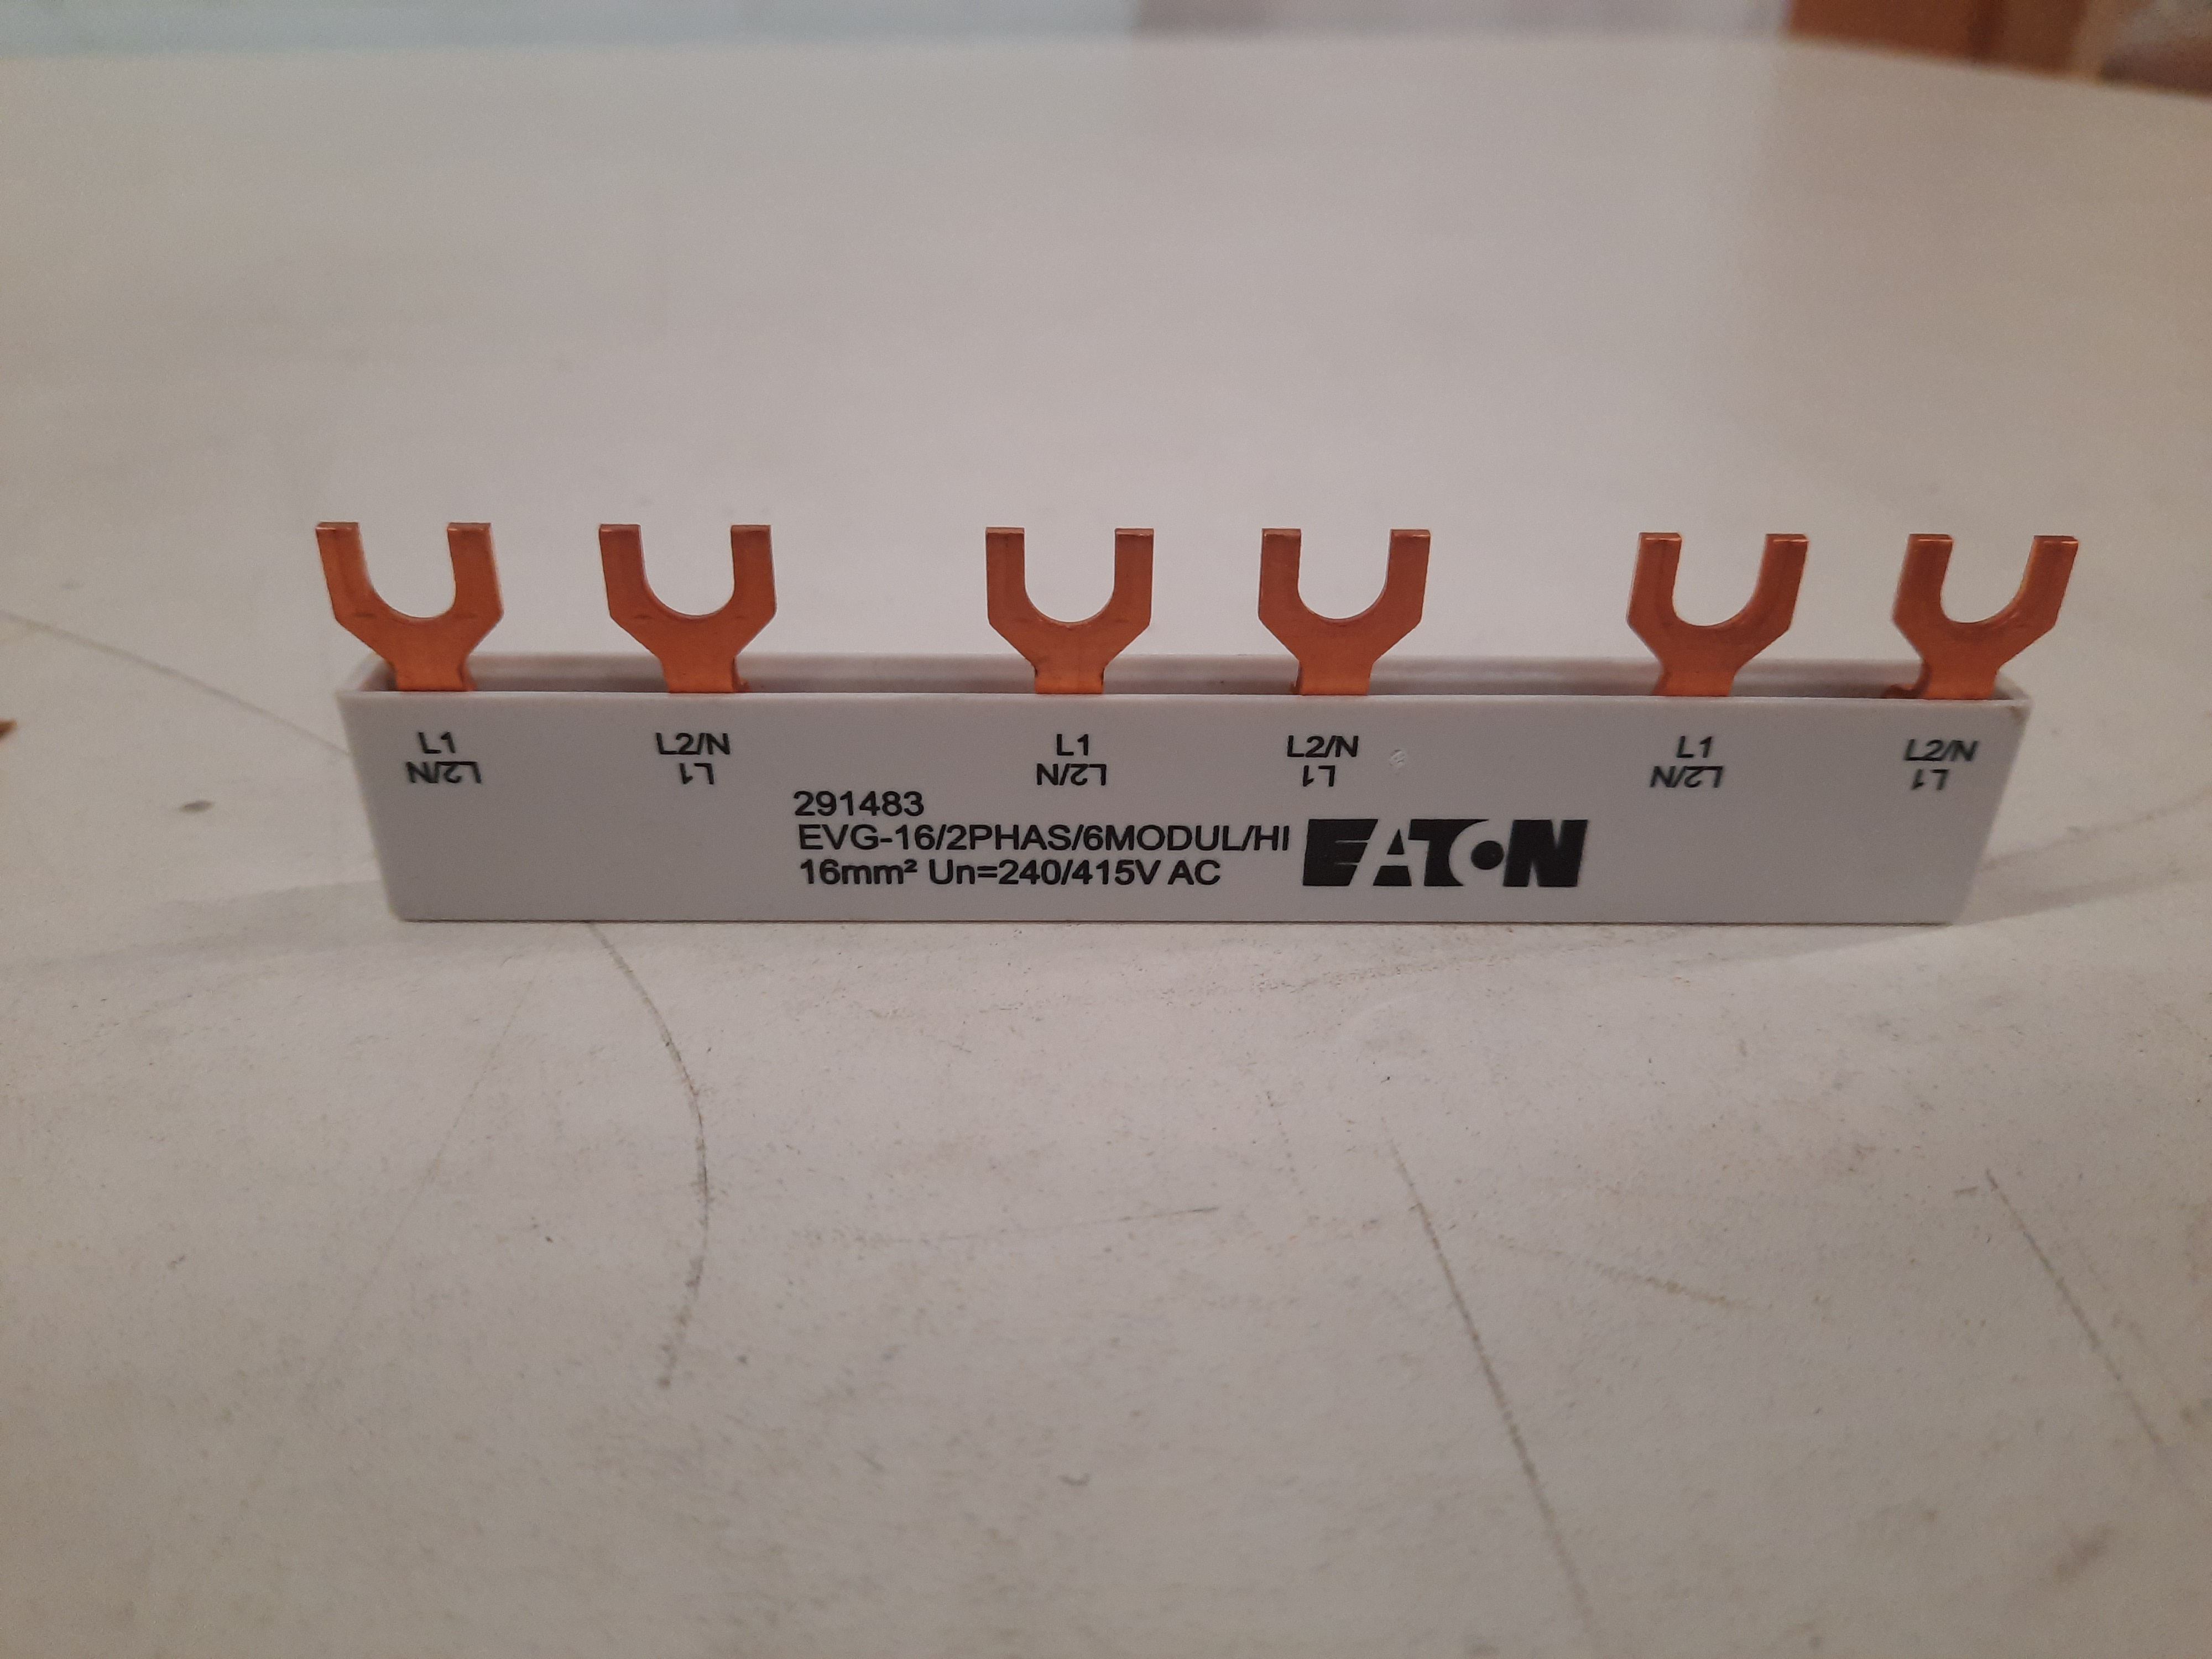 L1 L2/N L1 L2/N L1 L2/N
L2/N L1 L2/N L1 L2/N L1
291483
EVG-16/2PHAS/6MODUL/HI
16mm² Un=240/415V AC
EATON